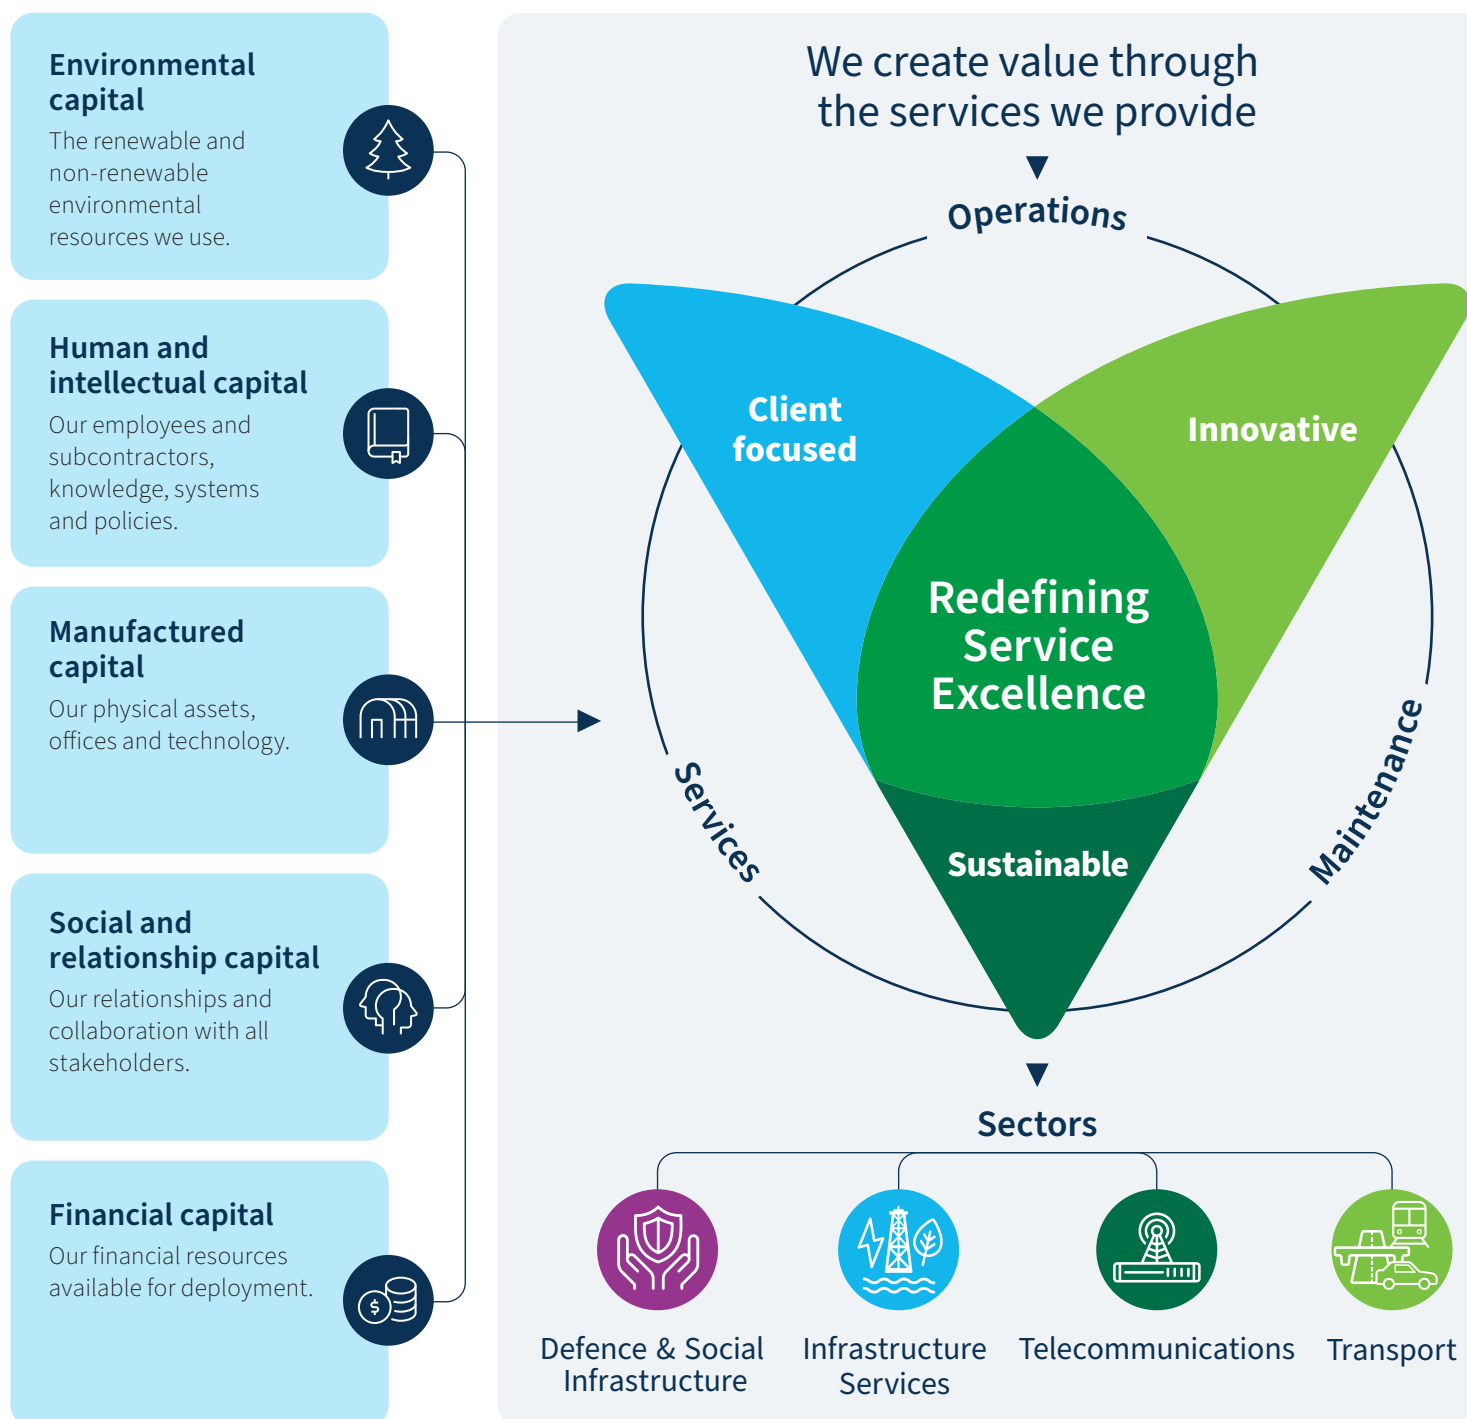 Environmental
capital
The renewable and
non-renewable
environmental
resources we use.
Human and
intellectual capital
Our employees and
subcontractors,
knowledge, systems
and policies.
Manufactured
capital
Our physical assets,
offices and technology.
Social and
relationship capital
Our relationships and
collaboration with all
stakeholders.
Financial capital
Our financial resources
available for deployment.
$
We create value through
the services we provide
Operations
Client
focused
Innovative
Redefining
Service
Excellence
Services
Maintenance
Sustainable
Sectors
Defence & Social
Infrastructure
Infrastructure
Services
Telecommunications
Transport